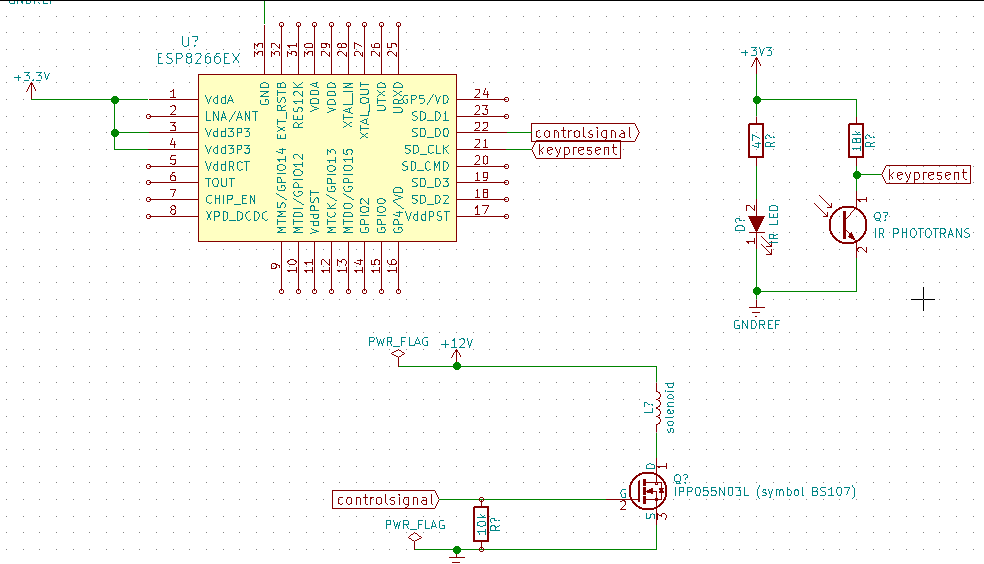 GNDREF
U?
ESP8266EX
+3.3V
33
32
31
30
29
28
27
26
25
GND
EXT_RSTB
RES12K
VDDA
VDDD
XTAL_IN
XTAL_OUT
UTXD
URXD
1 VddA
2 LNA/ANT
3 Vdd3P3
4 Vdd3P3
5 VddRCT
6 TOUT
7 CHIP_EN
8 XPD_DCDC
GP5/VD 24
SD_D1 23
SD_D0 22
SD_CLK 21
SD_CMD 20
SD_D3 19
SD_D2 18
VddPST 17
MTMS/GPIO14
MTDI/GPIO12
VddPST
MTCK/GPIO13
MTDO/GPIO15
GPIO2
GPIO0
GP4/VD
9
10
11
12
13
14
15
16
controlsignal
keypresent
+3V3
47
R?
18k
R?
keypresent
D?
2
1
IR LED
1
Q?
IR PHOTOTRANS
2
GNDREF
PWR_FLAG +12V
L?
solenoid
D 1
Q?
IPP055N03L (symbol BS107)
G
2
S 3
controlsignal
10k
R?
PWR_FLAG